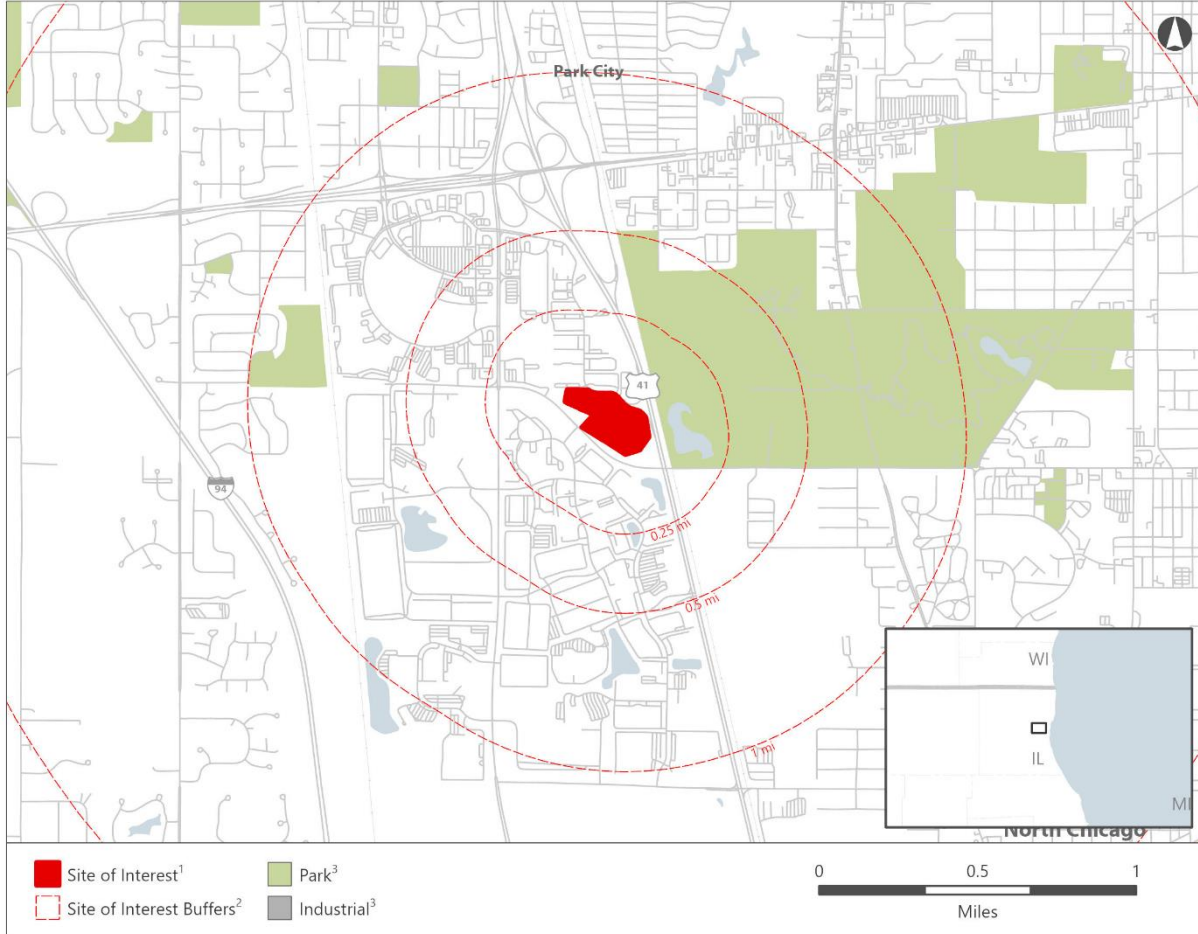 Park City
41
94
0.25 mi
0.5 mi
1 mi
WI
IL
MI
North Chicago
Site of Interest¹
Park³
Site of Interest Buffers²
Industrial³
0
0.5
1
Miles